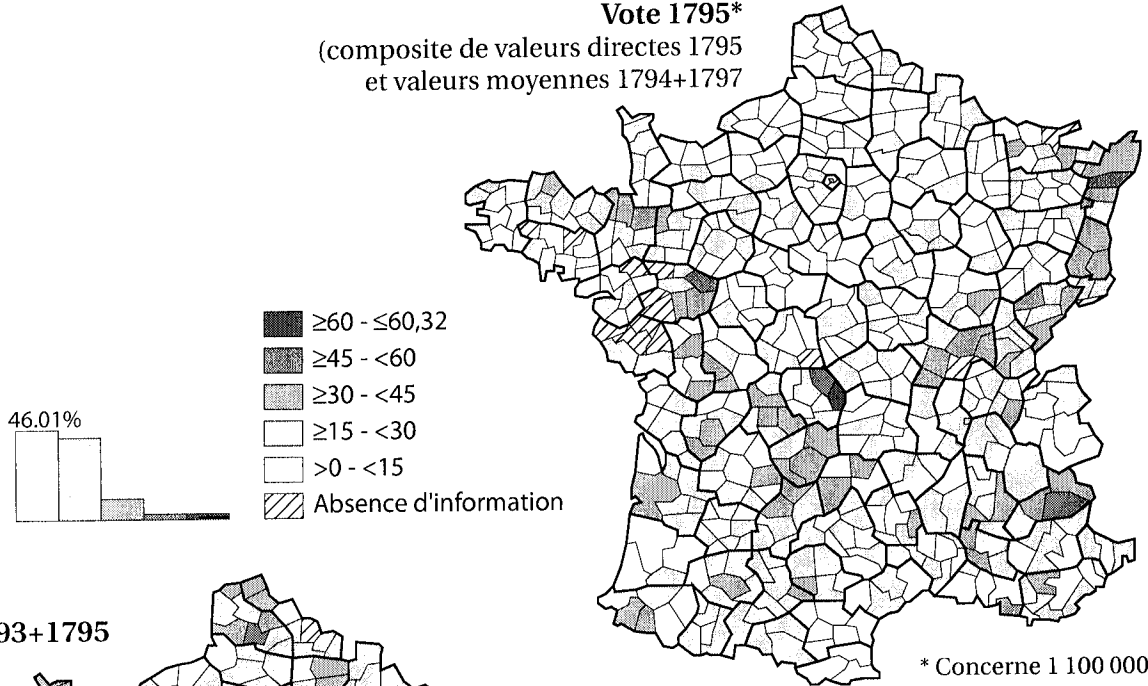 Vote 1795*
(composite de valeurs directes 1795
et valeurs moyennes 1794+1797
≥60 - ≤60,32
≥45 - <60
≥30 - <45
≥15 - <30
>0 - <15
Absence d'information
46.01%
93+1795
* Concerne 1 100 000